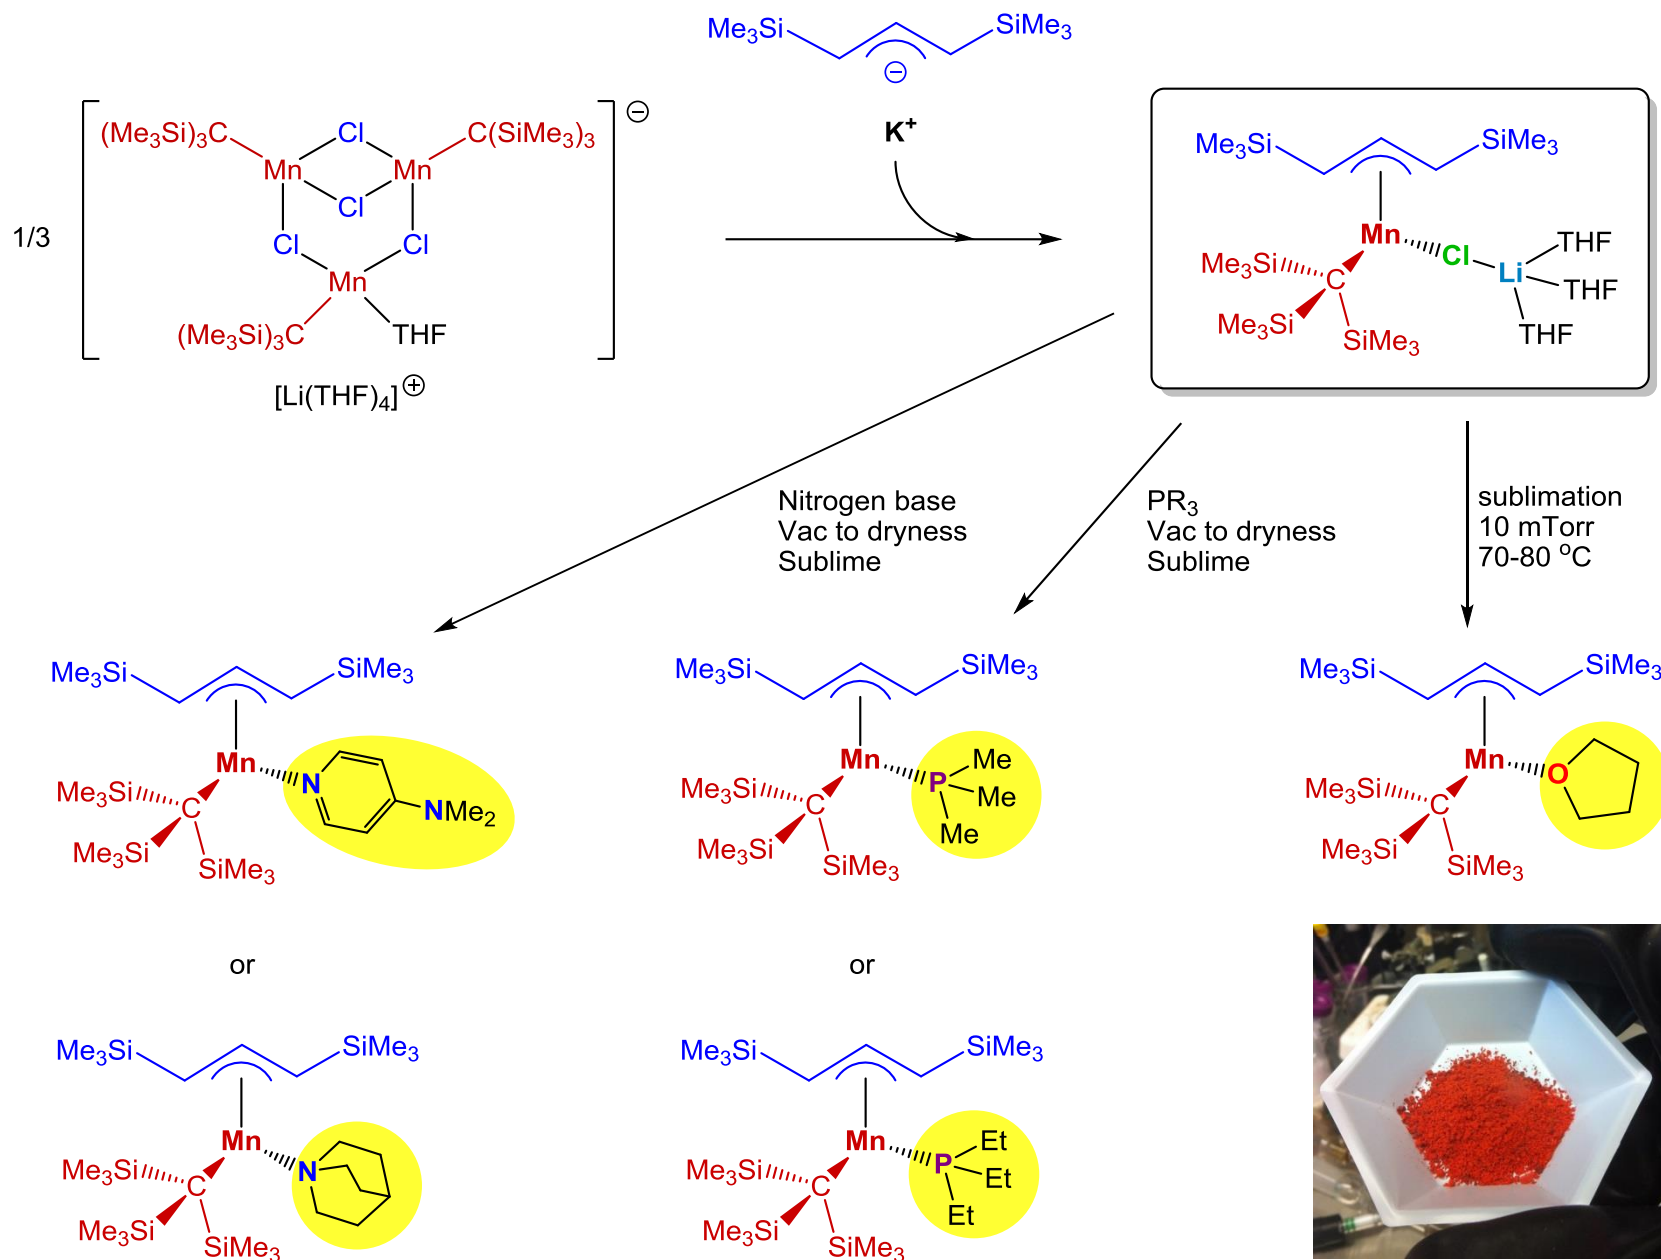 Me3Si SiMe3
⊖
K+
1/3
(Me3Si)3C Cl C(SiMe3)3 ⊖
Mn Mn
Cl
Cl Cl
Mn
(Me3Si)3C THF
[Li(THF)4]⊕
Me3Si SiMe3
Mn Cl THF
Me3Si C Li THF
Me3Si SiMe3 THF
Nitrogen base
Vac to dryness
Sublime
PR3
Vac to dryness
Sublime
sublimation
10 mTorr
70-80 oC
Me3Si SiMe3
Mn
N
Me3Si C NMe2
Me3Si
SiMe3
Me3Si SiMe3
Mn Me
P
Me3Si C Me
Me3Si Me
SiMe3
Me3Si SiMe3
Mn
O
Me3Si C
Me3Si
SiMe3
or
or
Me3Si SiMe3
Mn
N
Me3Si C
Me3Si
SiMe3
Me3Si SiMe3
Mn Et
P
Me3Si C Et
Me3Si Et
SiMe3